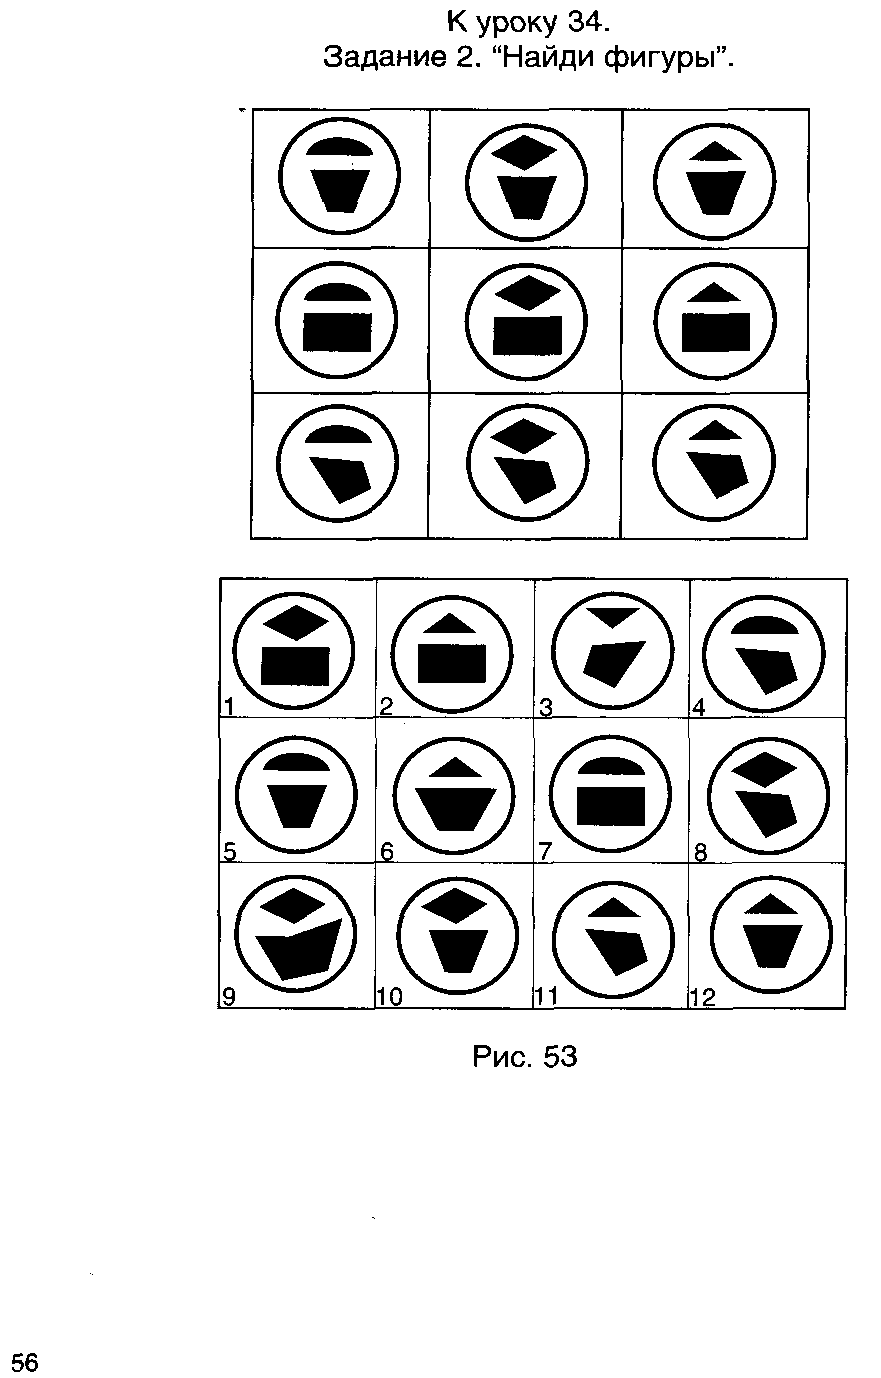 К уроку 34.
Задание 2. “Найди фигуры”.
1 2 3 4
5 6 7 8
9 10 11 12
Рис. 53
56